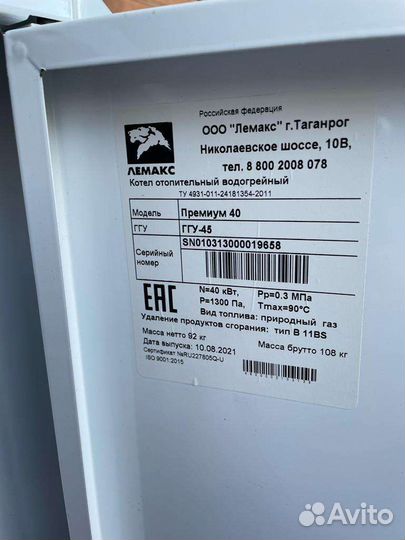 Российская федерация
ООО "Лемакс" г.Таганрог
Николаевское шоссе, 10В,
тел. 8 800 2008 078
ЛЕМАКС
Котел отопительный водогрейный
ТУ 4931-011-24181354-2011
Модель Премиум 40
ГГУ ГГУ-45
Серийный номер SN010313000019658
EAC
N=40 кВт, Pp=0.3 МПа
P=1300 Па, Tmax=90°C
Вид топлива: природный газ
Удаление продуктов сгорания: тип В 11BS
Масса нетто 92 кг Масса брутто 108 кг
Дата выпуска: 10.08.2021
Сертификат №RU227805Q-U
ISO 9001:2015
Avito